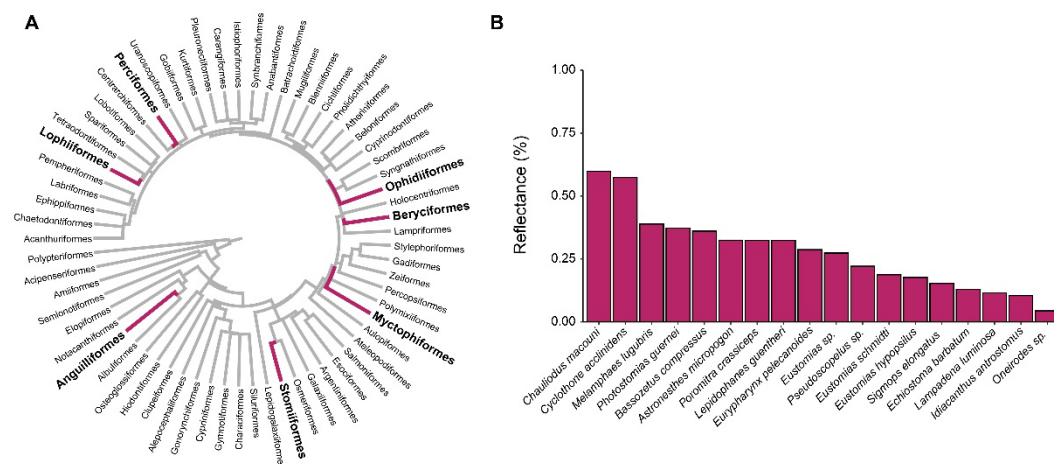 A
Polypteriformes
Acipenseriformes
Amiiformes
Semionotiformes
Elopiformes
Notacanthiformes
Anguilliformes
Albuliformes
Osteoglossiformes
Hiodontiformes
Clupeiformes
Alepocephaliformes
Gonorynchiformes
Cypriniformes
Gymnotiformes
Characiformes
Siluriformes
Lepidogalaxiiformes
Stomiiformes
Osmeriformes
Galaxiiformes
Argentiniformes
Esociformes
Salmoniformes
Ateleopodiformes
Aulopiformes
Myctophiformes
Polymixiiformes
Percopsiformes
Zeiformes
Gadiformes
Stylephoriformes
Lampriformes
Beryciformes
Holocentriformes
Ophidiiformes
Syngnathiformes
Scombriformes
Cyprinodontiformes
Beloniformes
Atheriniformes
Pholidichthyiformes
Cichliformes
Blenniiformes
Mugiliformes
Batrachoidiformes
Anabantiformes
Synbranchiformes
Istiophoriformes
Carangiformes
Pleuronectiformes
Kurtiformes
Gobiiformes
Uranoscopiformes
Perciformes
Centrarchiformes
Loboliformes
Spariformes
Tetraodontiformes
Lophiiformes
Pempheriformes
Labriformes
Ephippiformes
Chaetodontiformes
Acanthuriformes
B
Reflectance (%)
1.00
0.75
0.50
0.25
0.00
Chauliodus macouni
Cyclothone acclinidens
Melamphaes lugubris
Photostomias guernei
Bassozetus compressus
Astronesthes micropogon
Poromitra crassiceps
Lepidophanes guentheri
Eurypharynx pelecanoides
Eustomias sp.
Pseudoscopelus sp.
Eustomias schmidti
Eustomias hypopsilus
Sigmops elongatus
Echiostoma barbatum
Lampadena luminosa
Idiacanthus antrostomus
Oneirodes sp.